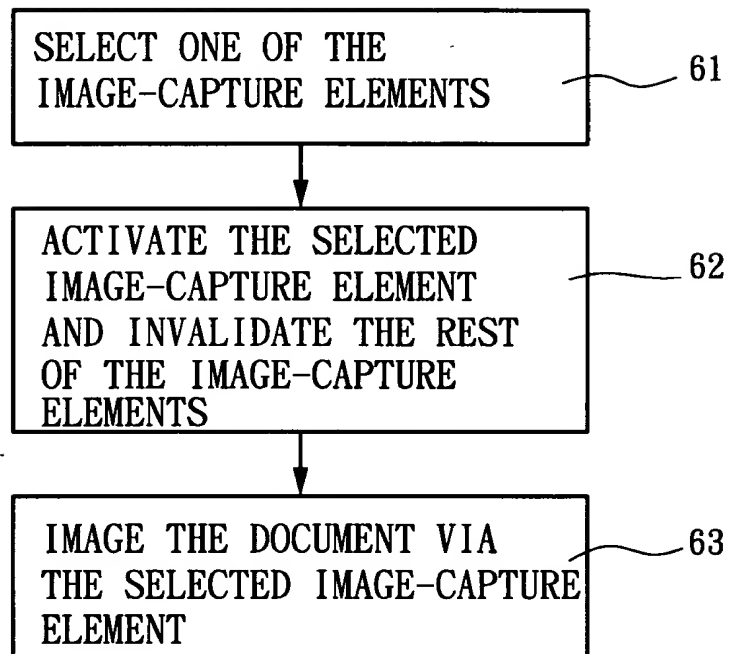 SELECT ONE OF THE
IMAGE-CAPTURE ELEMENTS
61
ACTIVATE THE SELECTED
IMAGE-CAPTURE ELEMENT
AND INVALIDATE THE REST
OF THE IMAGE-CAPTURE
ELEMENTS
62
IMAGE THE DOCUMENT VIA
THE SELECTED IMAGE-CAPTURE
ELEMENT
63